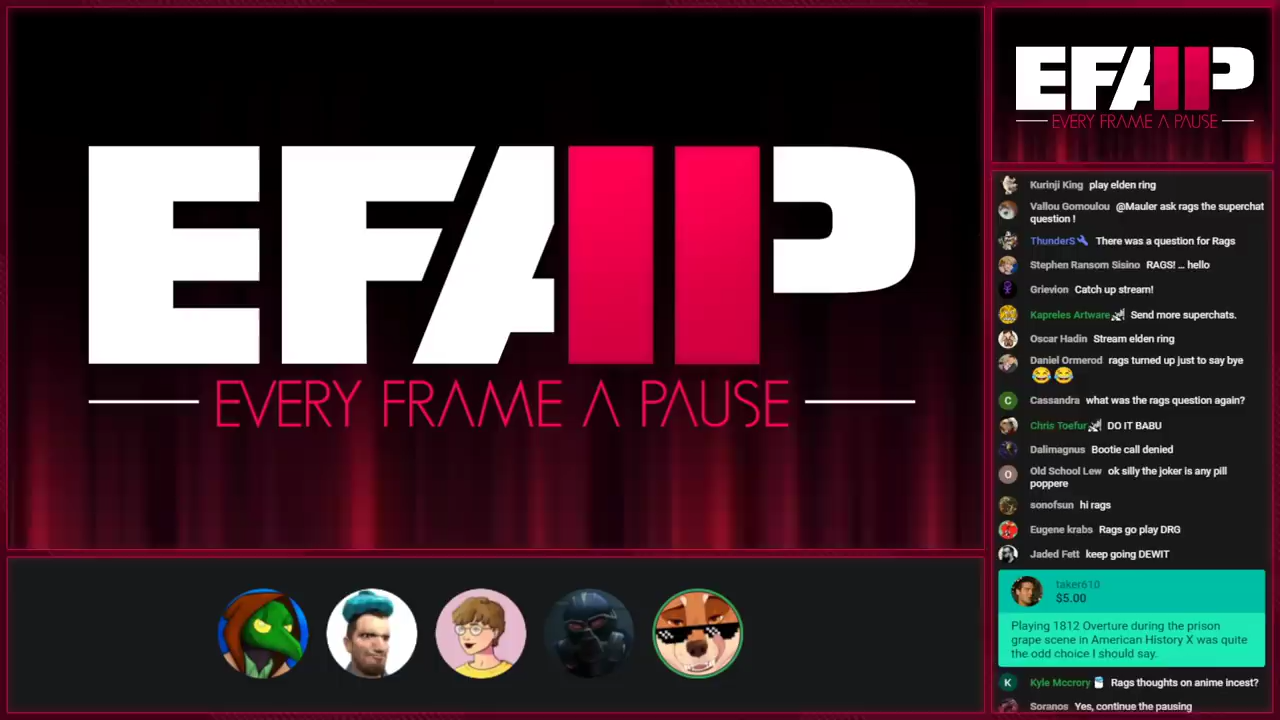 EFAP
EVERY FRAME A PAUSE
EFAP
EVERY FRAME A PAUSE
Kurinji King play elden ring
Vallou Gomoulou @Mauler ask rags the superchat
question !
ThunderS There was a question for Rags
Stephen Ransom Sisino RAGS! ... hello
Grievion Catch up stream!
Kapreles Artware Send more superchats.
Oscar Hadin Stream elden ring
Daniel Ormerod rags turned up just to say bye
😂😂
C Cassandra what was the rags question again?
Chris Toefur DO IT BABU
Dalimagnus Bootie call denied
O Old School Lew ok silly the joker is any pill
poppere
sonofsun hi rags
Eugene krabs Rags go play DRG
Jaded Fett keep going DEWIT
taker610
$5.00
Playing 1812 Overture during the prison
grape scene in American History X was quite
the odd choice I should say.
K Kyle Mccrory Rags thoughts on anime incest?
Soranos Yes, continue the pausing